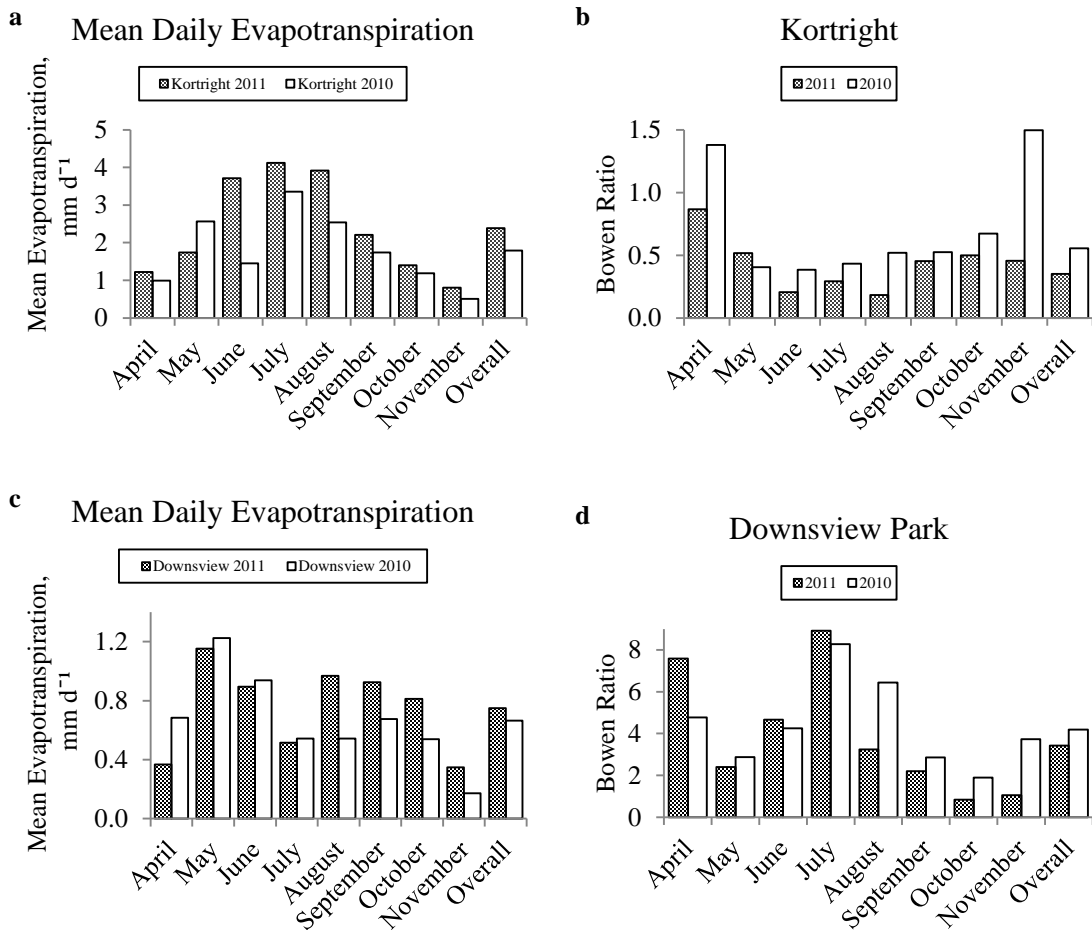 a
Mean Daily Evapotranspiration
Kortright 2011 Kortright 2010
Mean Evapotranspiration,
mm d⁻¹
5
4
3
2
1
0
April May June July August September October November Overall
b
Kortright
2011 2010
Bowen Ratio
1.5
1.0
0.5
0.0
April May June July August September October November Overall
c
Mean Daily Evapotranspiration
Downsview 2011 Downsview 2010
Mean Evapotranspiration,
mm d⁻¹
1.2
0.8
0.4
0.0
April May June July August September October November Overall
d
Downsview Park
2011 2010
Bowen Ratio
8
6
4
2
0
April May June July August September October November Overall